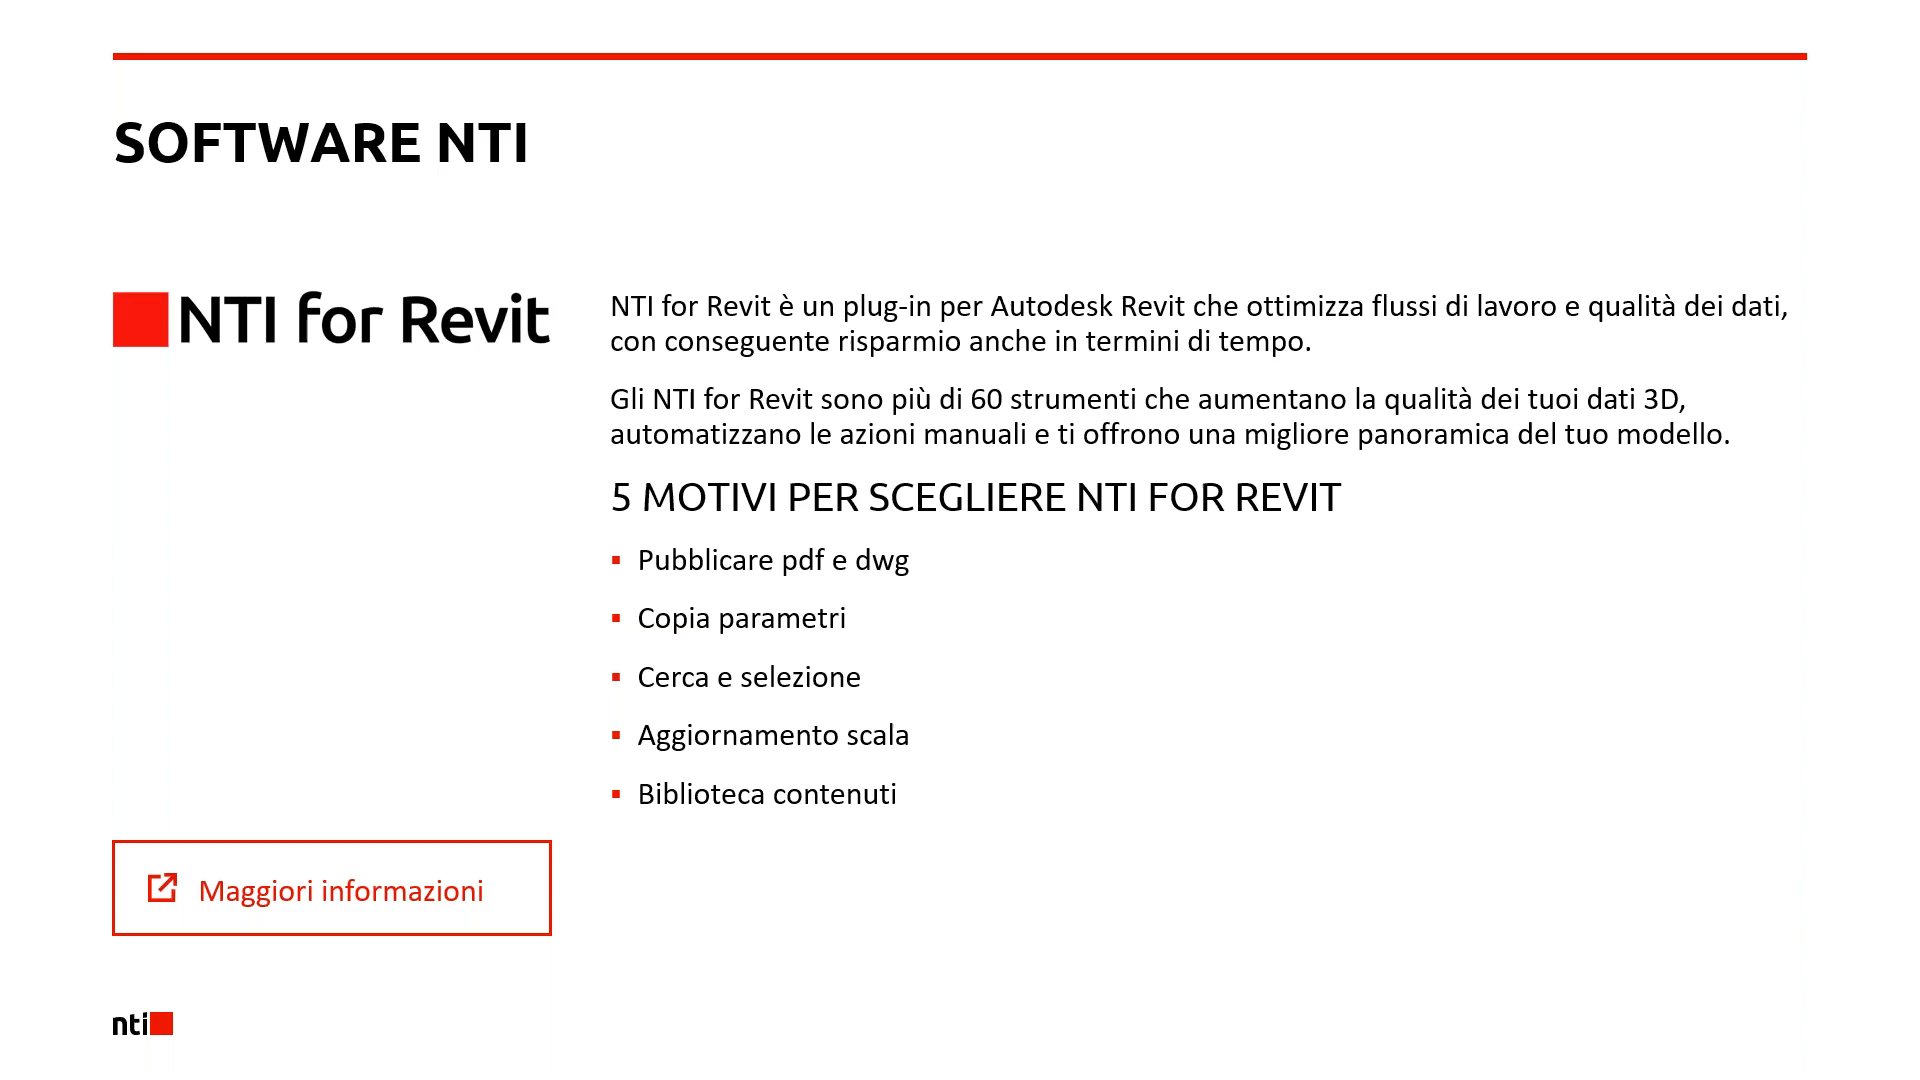 SOFTWARE NTI
NTI for Revit
NTI for Revit è un plug-in per Autodesk Revit che ottimizza flussi di lavoro e qualità dei dati,
con conseguente risparmio anche in termini di tempo.
Gli NTI for Revit sono più di 60 strumenti che aumentano la qualità dei tuoi dati 3D,
automatizzano le azioni manuali e ti offrono una migliore panoramica del tuo modello.
5 MOTIVI PER SCEGLIERE NTI FOR REVIT
▪ Pubblicare pdf e dwg
▪ Copia parametri
▪ Cerca e selezione
▪ Aggiornamento scala
▪ Biblioteca contenuti
Maggiori informazioni
nti